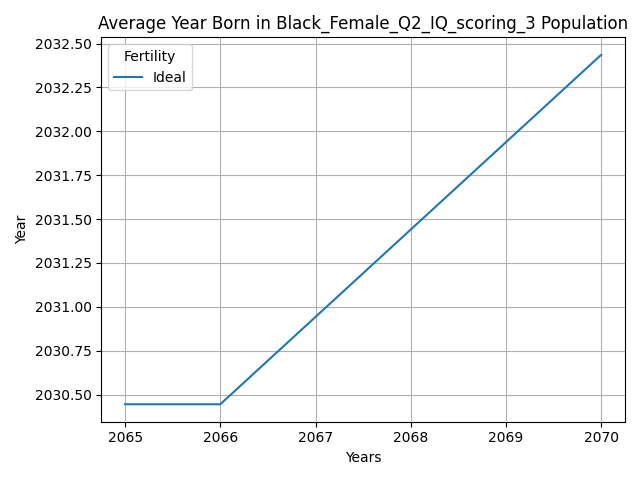 Average Year Born in Black_Female_Q2_IQ_scoring_3 Population
Fertility
Ideal
Year
2032.50
2032.25
2032.00
2031.75
2031.50
2031.25
2031.00
2030.75
2030.50
2065 2066 2067 2068 2069 2070
Years